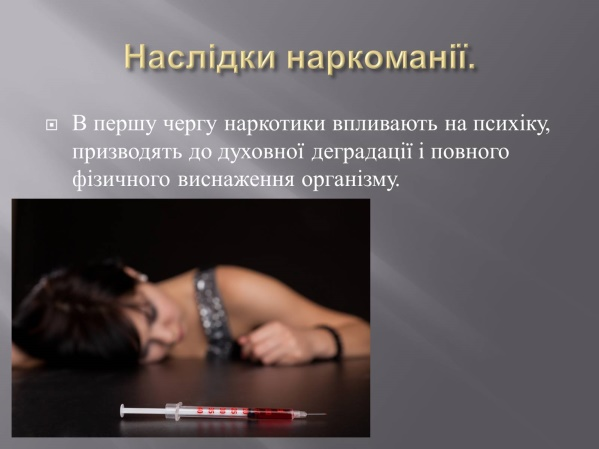 Наслідки наркоманії.
В першу чергу наркотики впливають на психіку,
призводять до духовної деградації і повного
фізичного виснаження організму.